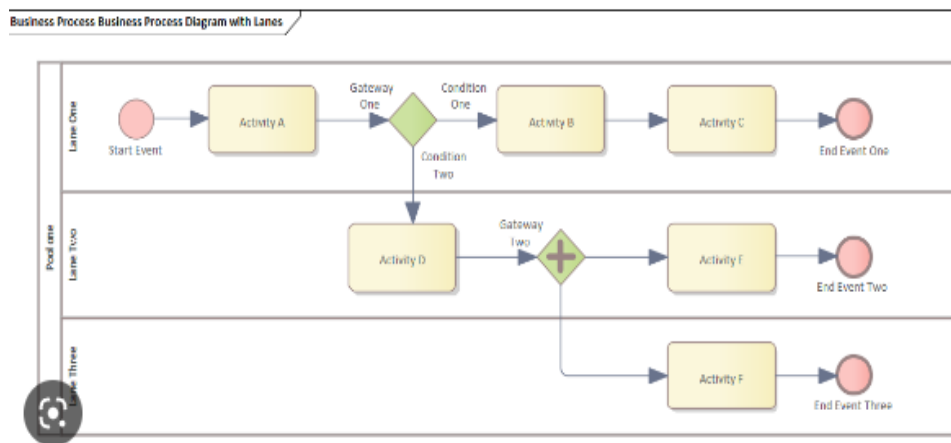 Business Process Business Process Diagram with Lanes
Pool one
Lane One
Start Event
Activity A
Gateway
One
Condition
One
Condition
Two
Activity B
Activity C
End Event One
Lane Two
Activity D
Gateway
Two
Activity E
End Event Two
Lane Three
Activity F
End Event Three